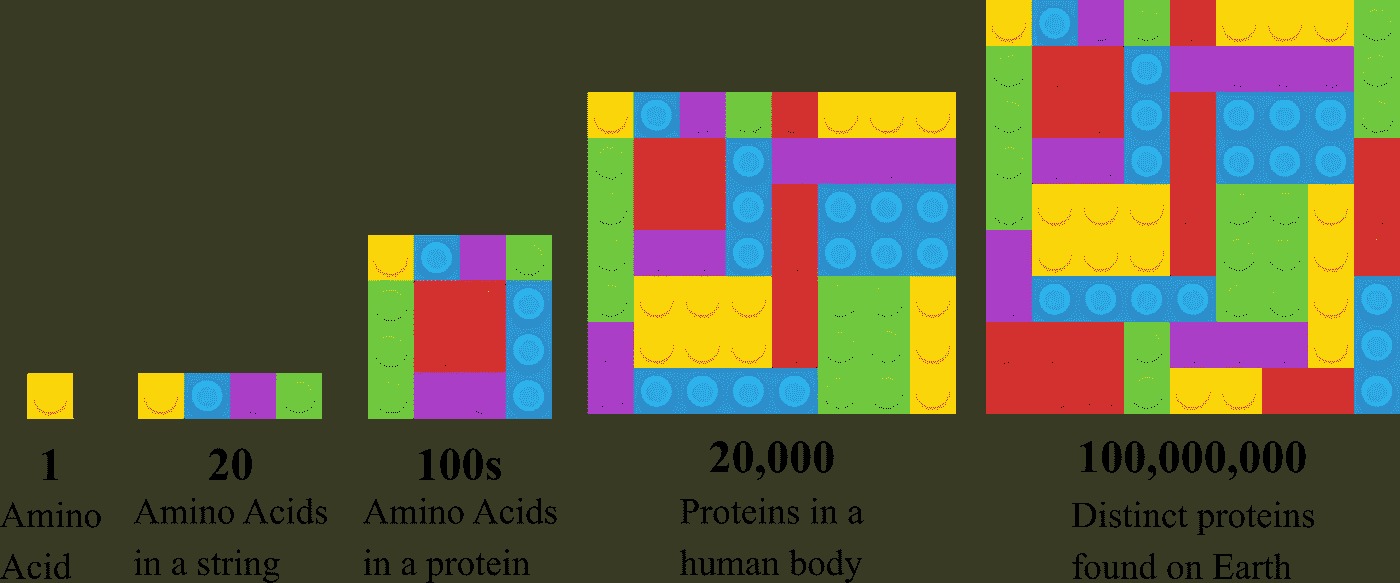 1
Amino
Acid
20
Amino Acids
in a string
100s
Amino Acids
in a protein
20,000
Proteins in a
human body
100,000,000
Distinct proteins
found on Earth